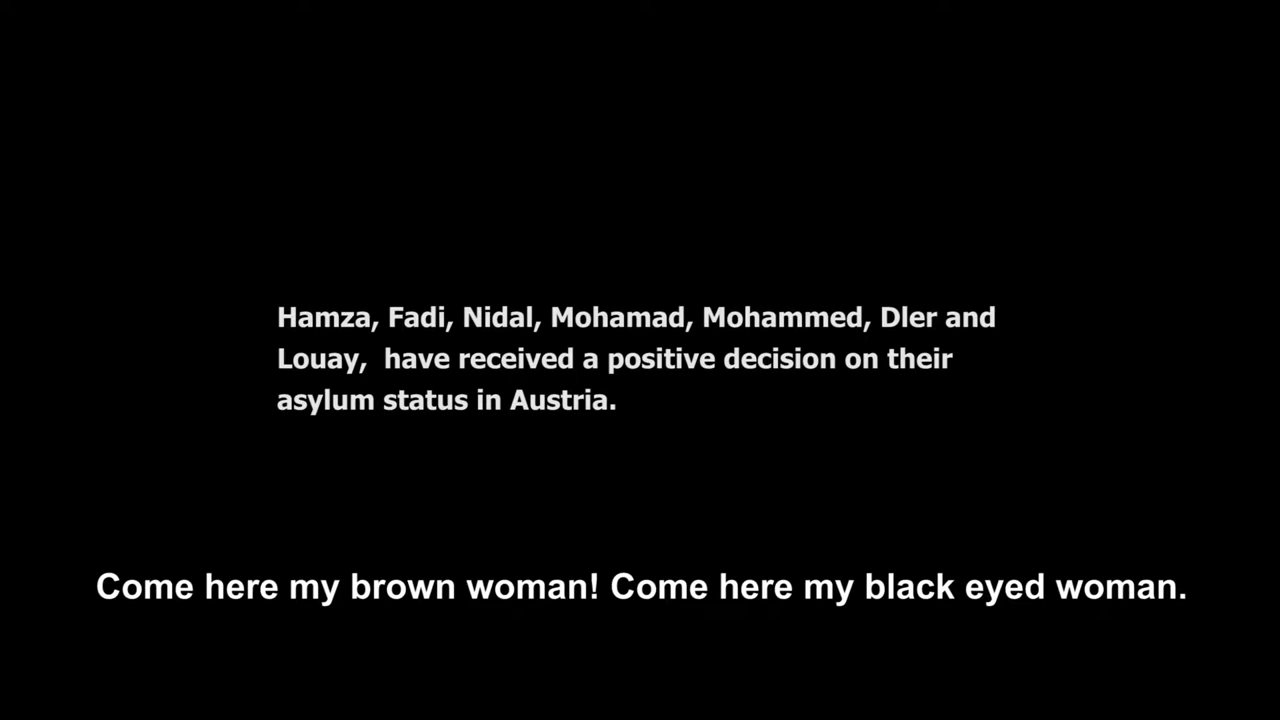 Hamza, Fadi, Nidal, Mohamad, Mohammed, Dler and
Louay,  have received a positive decision on their
asylum status in Austria.
Come here my brown woman! Come here my black eyed woman.